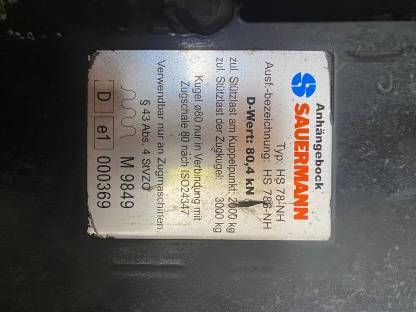 Anhängebock
SAUERMANN
Typ: HS 78-NH
Ausf.-bezeichnung: HS 786-NH
D-Wert: 80,4 kN
zul. Stützlast am Kuppelpunkt: 2000 kg
zul. Stützlast der Zugkugel: 3000 kg
Kugel ø80 nur in Verbindung mit
Zugschale 80 nach ISO24347
Verwendbar nur an Zugmaschinen
§ 43 Abs. 4 StVZO
M 9849
D e1 000369